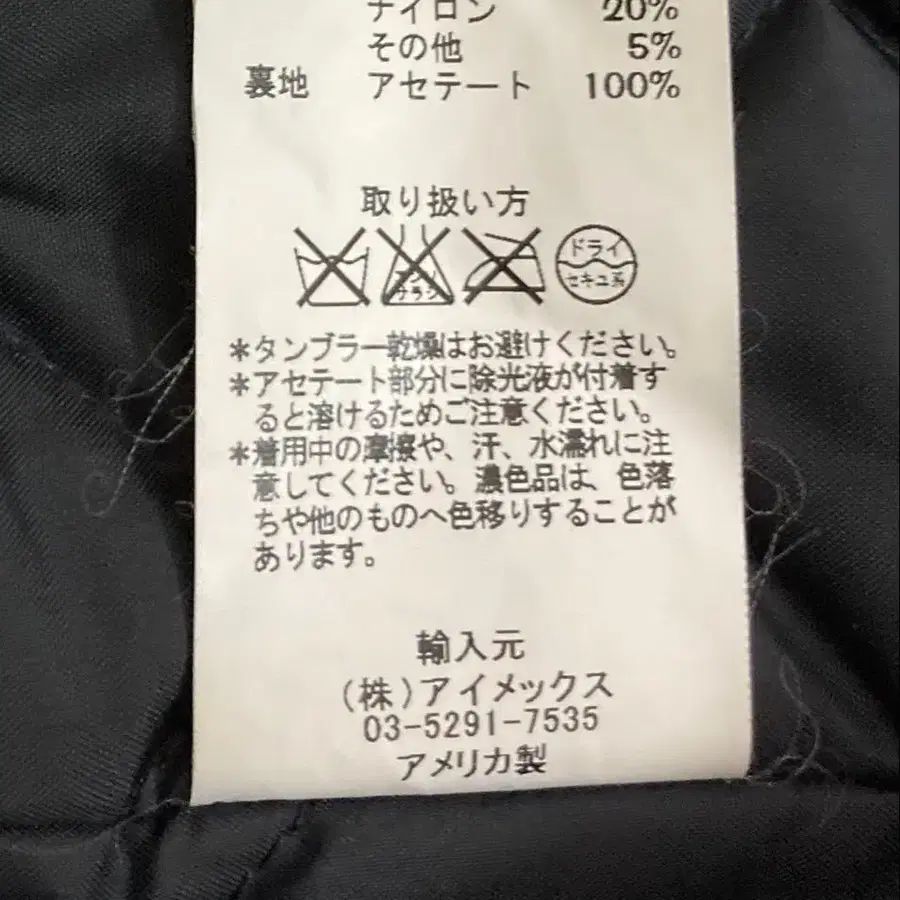 ナイロン 20%
その他 5%
裏地 アセテート 100%
取り扱い方
エンソサラシ ドライ
セキユ系
*タンブラー乾燥はお避けください。
*アセテート部分に除光液が付着す
ると溶けるためご注意ください。
*着用中の摩擦や、汗、水濡れに注
意してください。濃色品は、色落
ちや他のものへ色移りすることが
あります。
輸入元
(株)アイメックス
03-5291-7535
アメリカ製